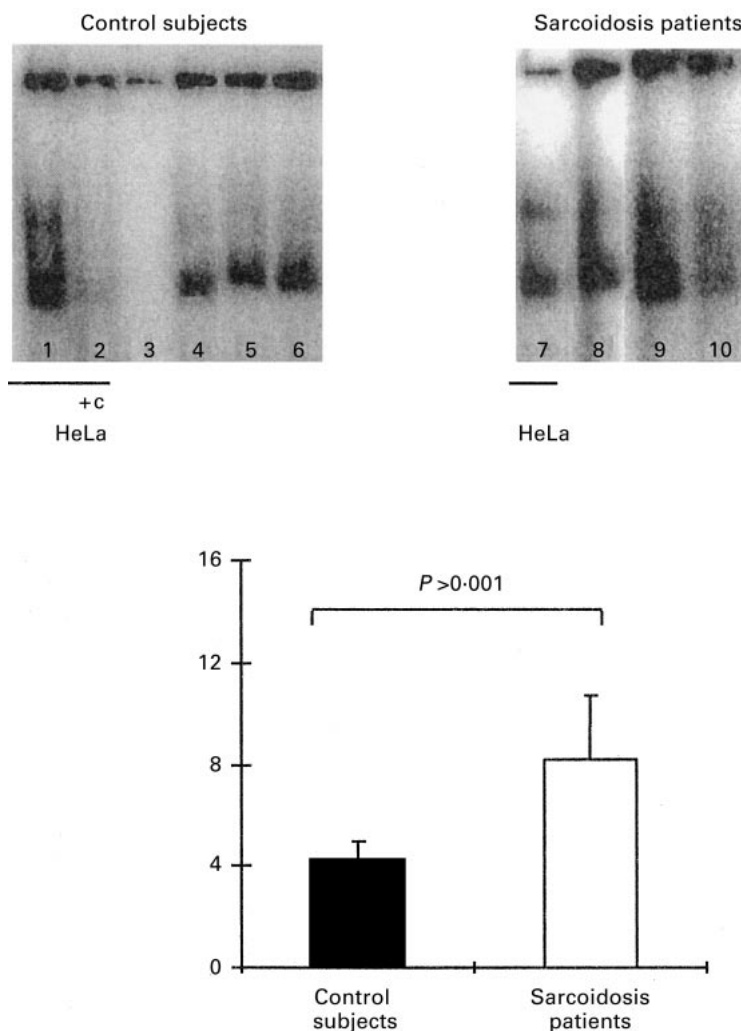 Control subjects
Sarcoidosis patients
1 2 3 4 5 6
7 8 9 10
+c
HeLa
HeLa
16
P >0·001
12
8
4
0
Control subjects
Sarcoidosis patients